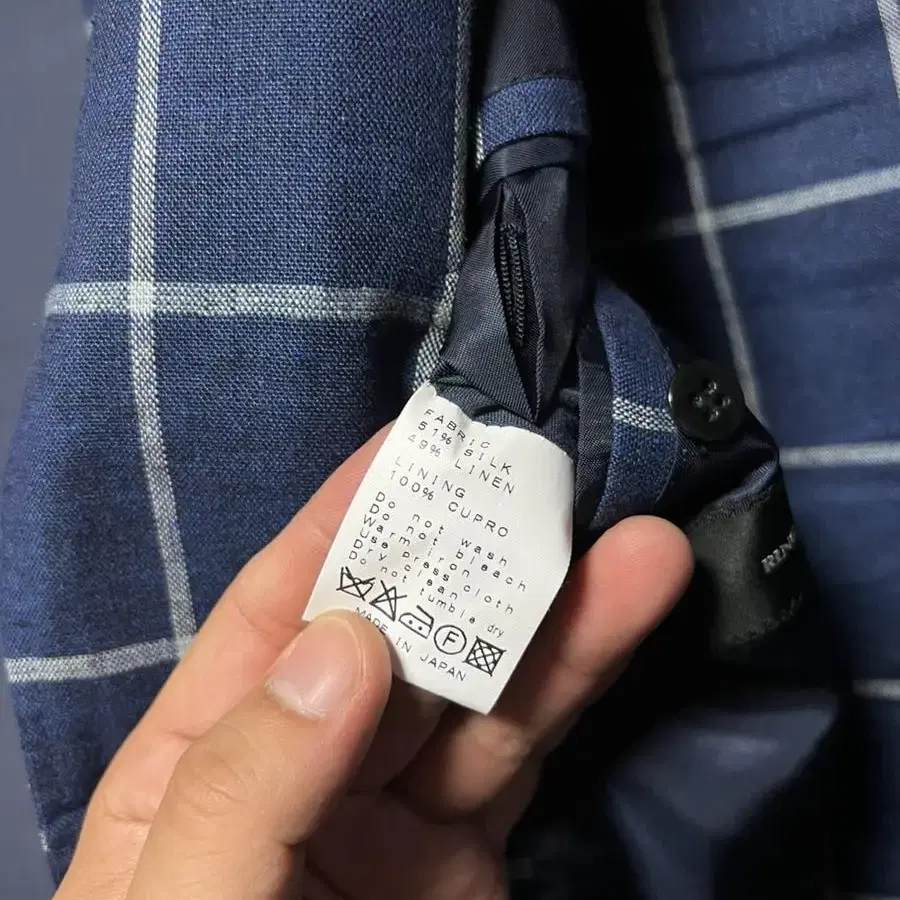 FABRIC
51% SILK
49% LINEN
LINING
100% CUPRO
Do not wash
Do not bleach
Warm iron
Use press cloth
Dry clean
Do not tumble dry
F
MADE IN JAPAN